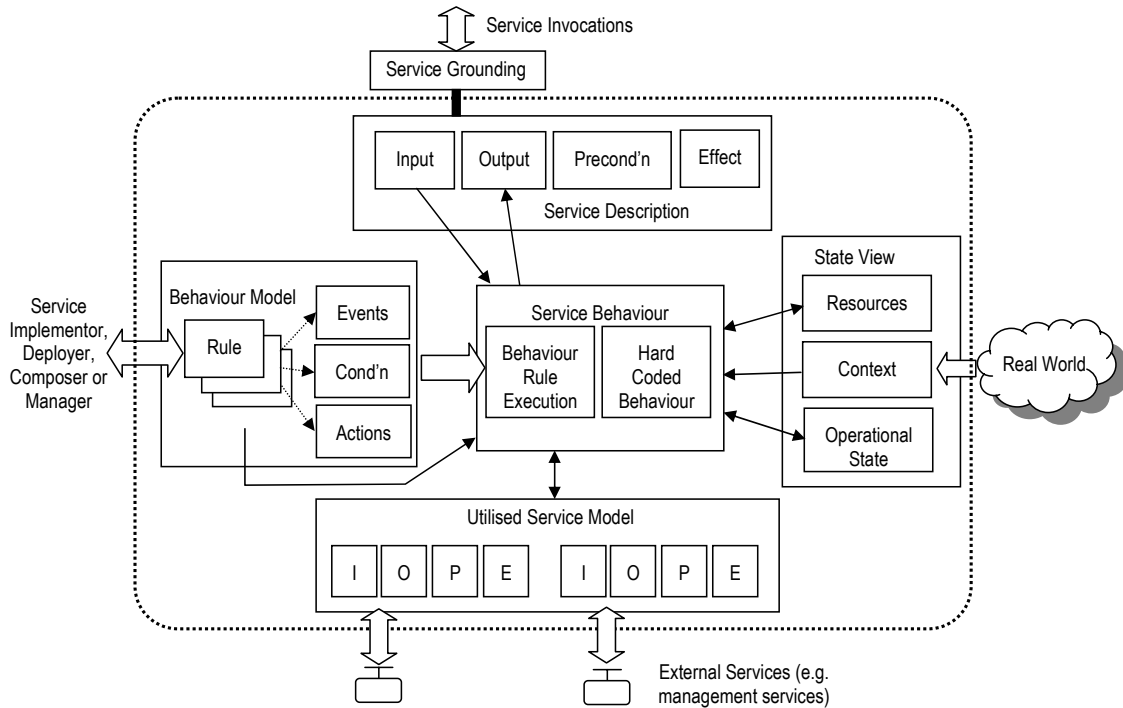 Service Invocations
Service Grounding
Input
Output
Precond'n
Effect
Service Description
Service
Implementor,
Deployer,
Composer or
Manager
Behaviour Model
Rule
Events
Cond'n
Actions
Service Behaviour
Behaviour
Rule
Execution
Hard
Coded
Behaviour
State View
Resources
Context
Operational
State
Real World
Utilised Service Model
I O P E I O P E
External Services (e.g.
management services)